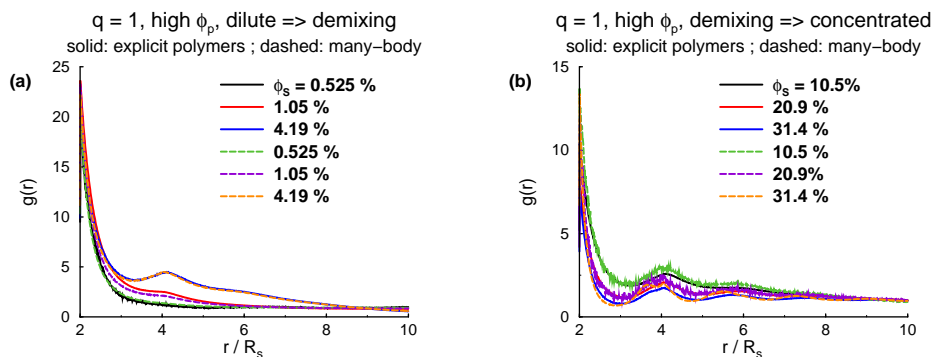 q = 1, high ϕp, dilute => demixing
solid: explicit polymers ; dashed: many−body
(a)
25
20
15
10
5
0
g(r)
ϕs = 0.525 %
1.05 %
4.19 %
0.525 %
1.05 %
4.19 %
2
4
6
8
10
r / Rs
q = 1, high ϕp, demixing => concentrated
solid: explicit polymers ; dashed: many−body
(b)
15
10
5
0
g(r)
ϕs = 10.5%
20.9 %
31.4 %
10.5 %
20.9%
31.4 %
2
4
6
8
10
r / Rs